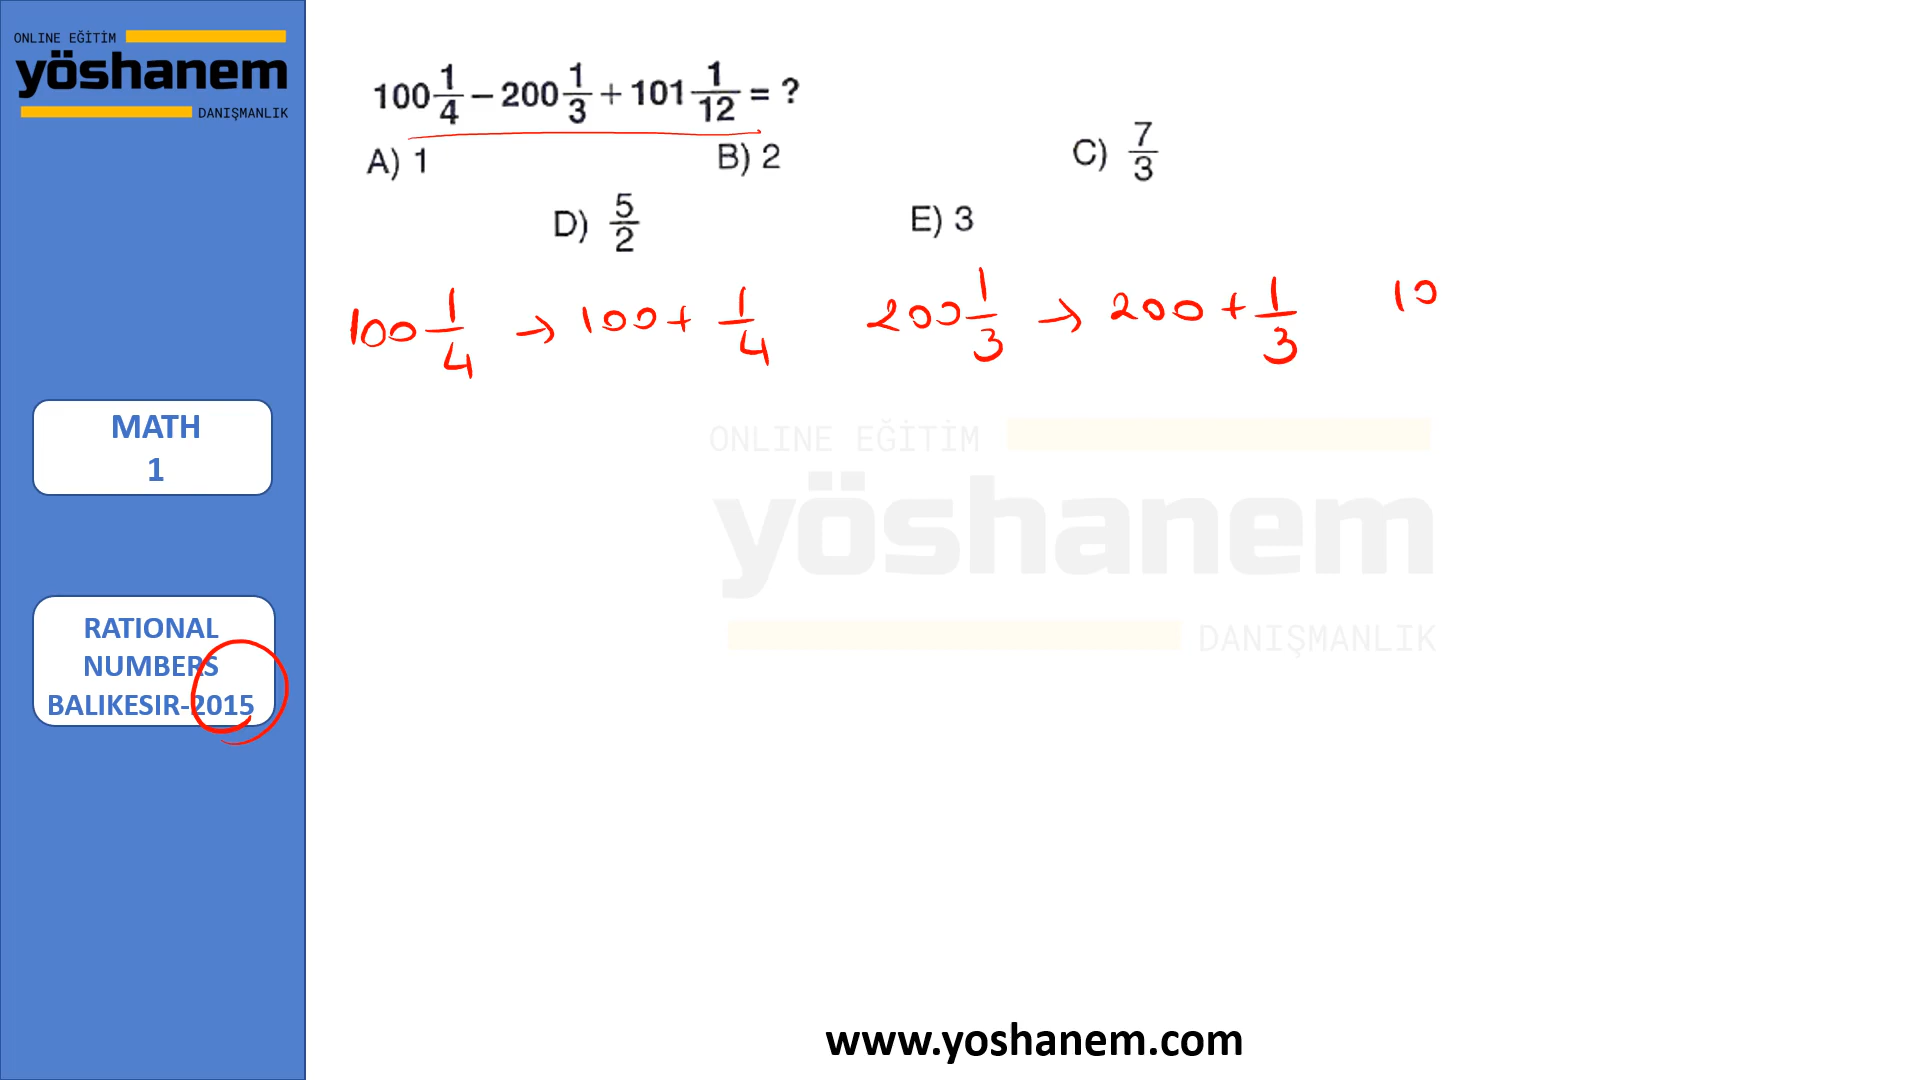 ONLINE EĞİTİM
yöshanem
DANIŞMANLIK
100 1/4 − 200 1/3 + 101 1/12 = ?
A) 1
B) 2
C) 7/3
D) 5/2
E) 3
100 1/4 → 100 + 1/4
200 1/3 → 200 + 1/3
10
MATH
1
RATIONAL
NUMBERS
BALIKESIR-2015
ONLINE EĞİTİM
yöshanem
DANIŞMANLIK
www.yoshanem.com